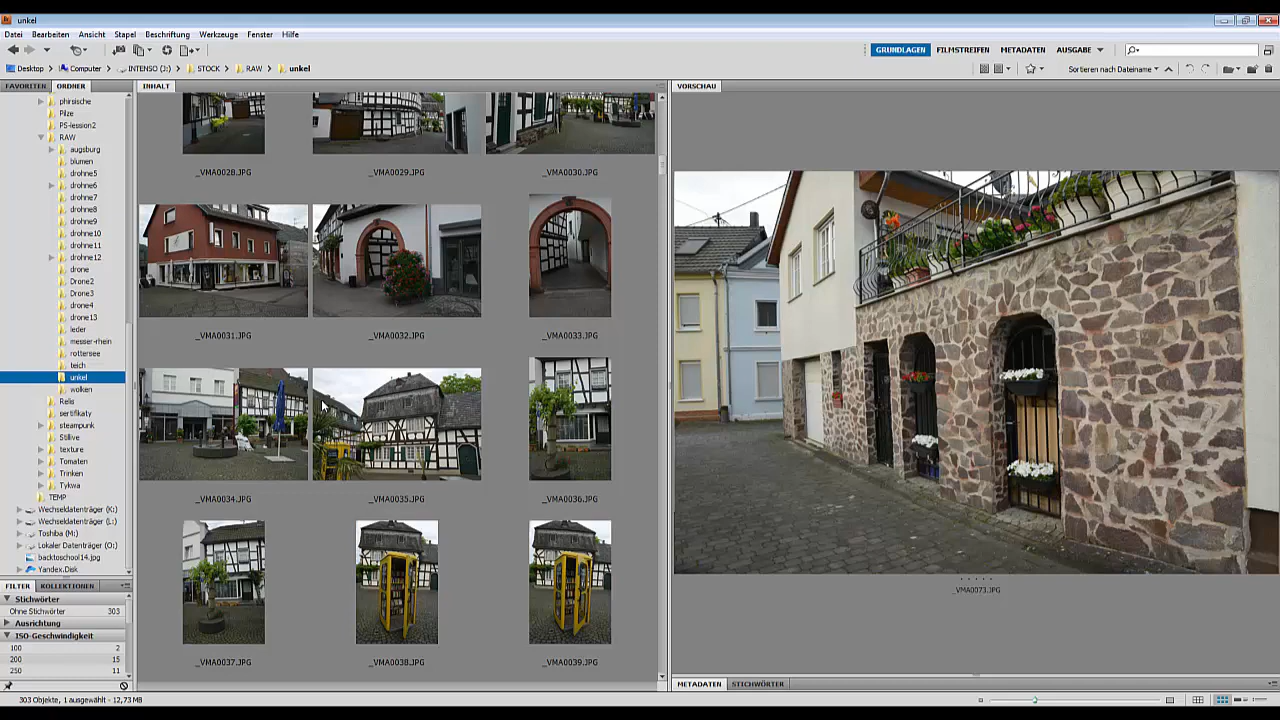 Br unkel
Datei Bearbeiten Ansicht Stapel Beschriftung Werkzeuge Fenster Hilfe
GRUNDLAGEN FILMSTREIFEN METADATEN AUSGABE
Desktop Computer INTENSO (J:) STOCK RAW unkel
Sortieren nach Dateiname
FAVORITEN ORDNER
INHALT
VORSCHAU
phirsische
Pilze
PS-lession2
RAW
augsburg
blumen
drohne5
drohne6
drohne7
drohne8
drohne9
drohne10
drohne11
drohne12
drone
Drone2
Drone3
drone4
drone13
leder
messer-rhein
rottersee
teich
unkel
wolken
Relis
sertifikaty
steampunk
Stillive
texture
Tomaten
Trinken
Tykwa
TEMP
Wechseldatenträger (K:)
Wechseldatenträger (L:)
Toshiba (M:)
Lokaler Datenträger (O:)
backtoschool14.jpg
Yandex.Disk
_VMA0028.JPG _VMA0029.JPG _VMA0030.JPG
_VMA0031.JPG _VMA0032.JPG _VMA0033.JPG
_VMA0034.JPG _VMA0035.JPG _VMA0036.JPG
_VMA0037.JPG _VMA0038.JPG _VMA0039.JPG
_VMA0073.JPG
FILTER KOLLEKTIONEN
Stichwörter
Ohne Stichwörter 303
Ausrichtung
ISO-Geschwindigkeit
100 2
200 15
250 11
METADATEN STICHWÖRTER
303 Objekte, 1 ausgewählt - 12,73 MB